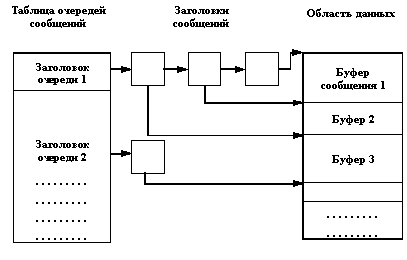 Таблица очередей
сообщений
Заголовки
сообщений
Область данных
Заголовок
очереди 1
Буфер
сообщения 1
Буфер 2
Заголовок
очереди 2
Буфер 3
.........
.........
.........
.........
.........
.........